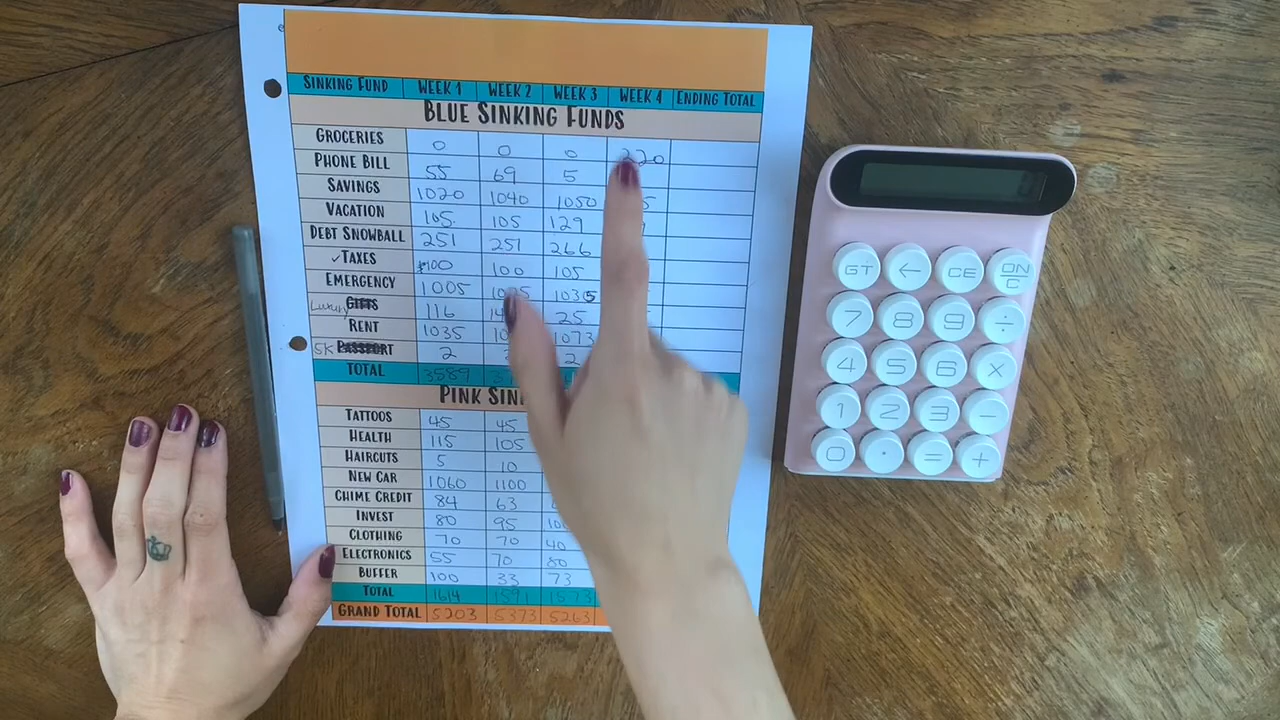 SINKING FUND WEEK 1 WEEK 2 WEEK 3 WEEK 4 ENDING TOTAL
BLUE SINKING FUNDS
GROCERIES 0 0 0 220
PHONE BILL 55 69 5
SAVINGS 1020 1040 1050
VACATION 105 105 129
DEBT SNOWBALL 251 251 266
✓TAXES $100 100 105
EMERGENCY 1005 1035
LUXURY GIFTS 116 25
RENT 1035 1073
5K PASSPORT 2 2
TOTAL 3589
PINK
TATTOOS 45 45
HEALTH 115 105
HAIRCUTS 5 10
NEW CAR 1060 1100
CHIME CREDIT 84 63
INVEST 80 95
CLOTHING 70 70 40
ELECTRONICS 55 70 80
BUFFER 100 33 73
TOTAL 1614 1591 1573
GRAND TOTAL 5203 5373 5263
GT ← CE ON/C
7 8 9 ÷
4 5 6 ×
1 2 3 −
0 · = +